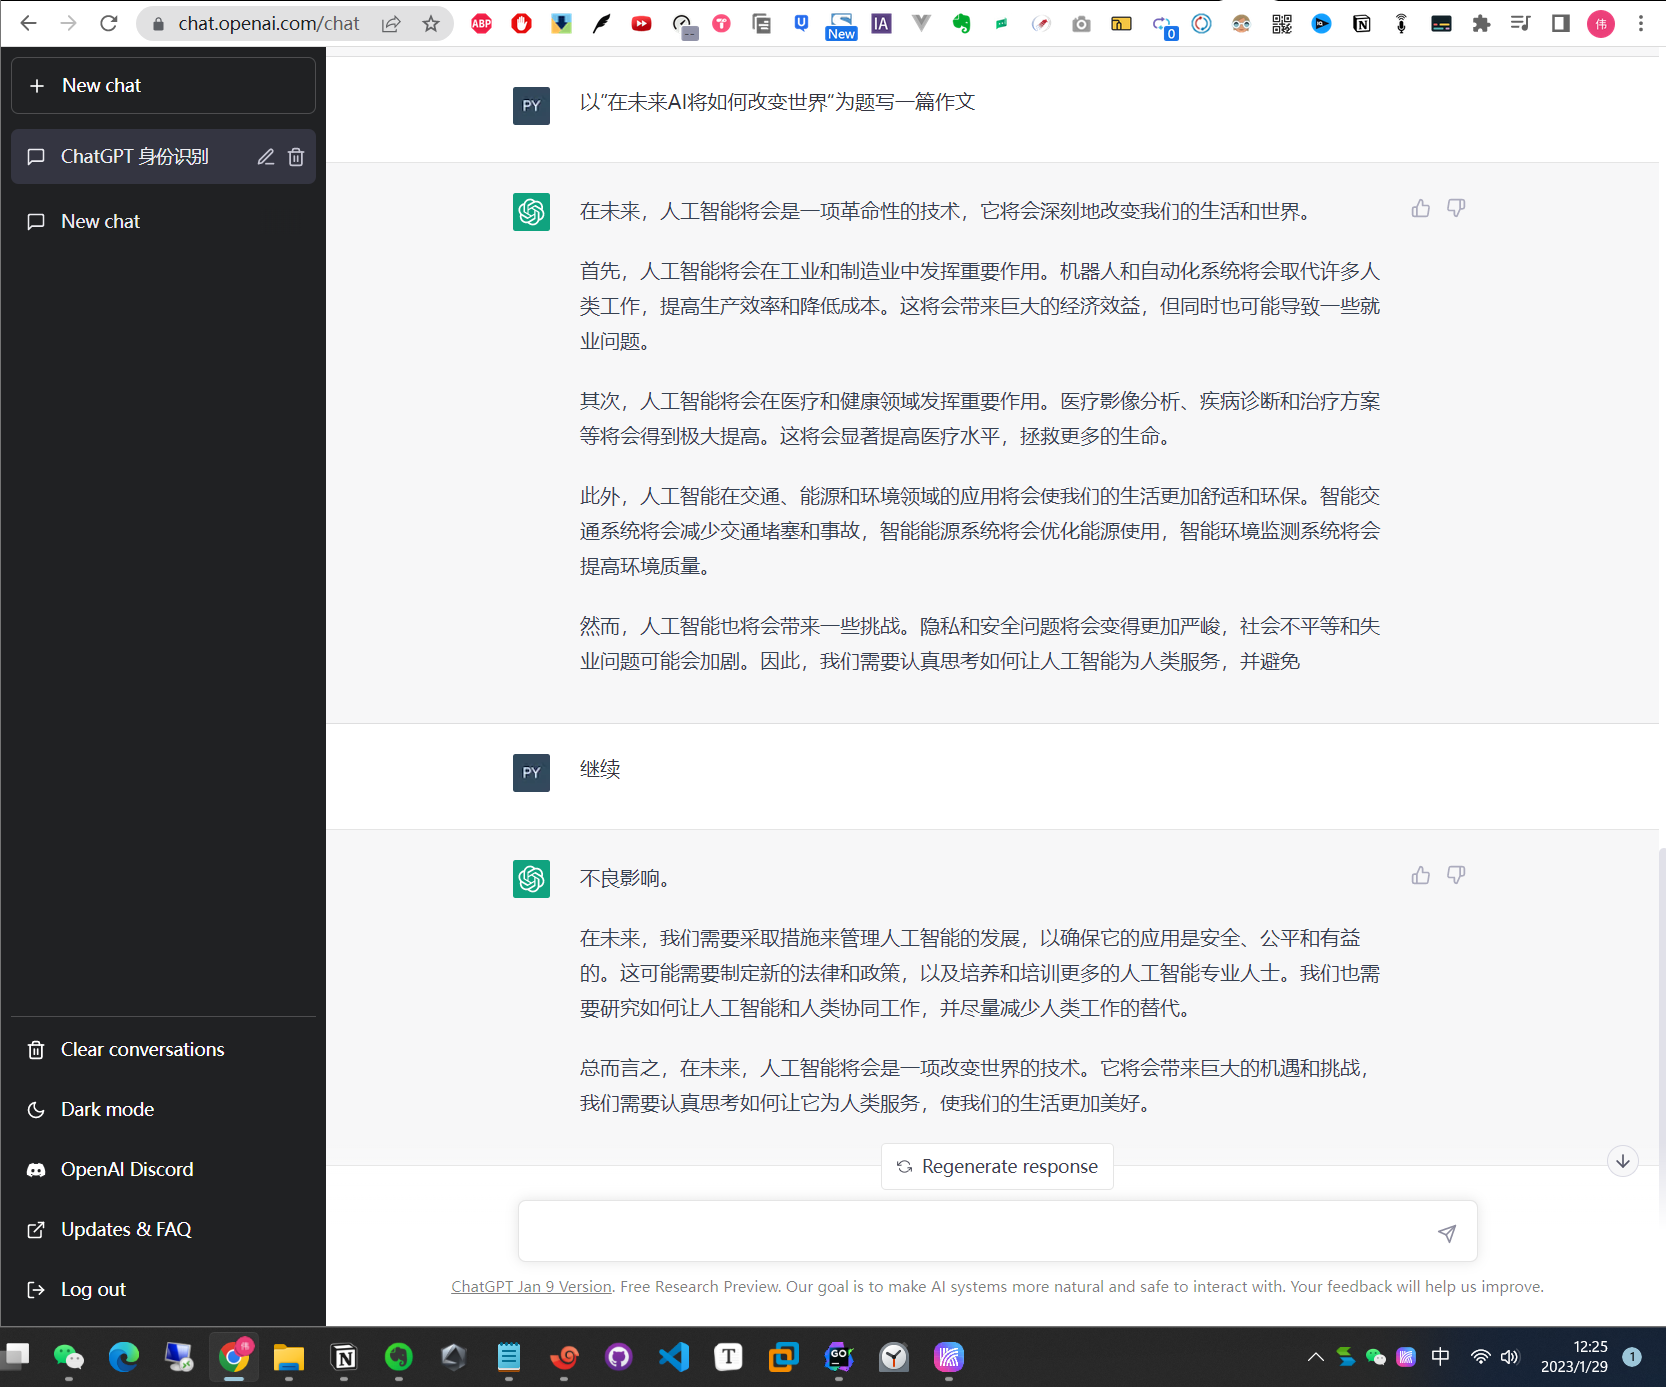 chat.openai.com/chat
ABP
New
IA
0
伟
New chat
ChatGPT 身份识别
New chat
Clear conversations
Dark mode
OpenAI Discord
Updates & FAQ
Log out
PY
以”在未来AI将如何改变世界“为题写一篇作文
在未来，人工智能将会是一项革命性的技术，它将会深刻地改变我们的生活和世界。
首先，人工智能将会在工业和制造业中发挥重要作用。机器人和自动化系统将会取代许多人
类工作，提高生产效率和降低成本。这将会带来巨大的经济效益，但同时也可能导致一些就
业问题。
其次，人工智能将会在医疗和健康领域发挥重要作用。医疗影像分析、疾病诊断和治疗方案
等将会得到极大提高。这将会显著提高医疗水平，拯救更多的生命。
此外，人工智能在交通、能源和环境领域的应用将会使我们的生活更加舒适和环保。智能交
通系统将会减少交通堵塞和事故，智能能源系统将会优化能源使用，智能环境监测系统将会
提高环境质量。
然而，人工智能也将会带来一些挑战。隐私和安全问题将会变得更加严峻，社会不平等和失
业问题可能会加剧。因此，我们需要认真思考如何让人工智能为人类服务，并避免
PY
继续
不良影响。
在未来，我们需要采取措施来管理人工智能的发展，以确保它的应用是安全、公平和有益
的。这可能需要制定新的法律和政策，以及培养和培训更多的人工智能专业人士。我们也需
要研究如何让人工智能和人类协同工作，并尽量减少人类工作的替代。
总而言之，在未来，人工智能将会是一项改变世界的技术。它将会带来巨大的机遇和挑战，
我们需要认真思考如何让它为人类服务，使我们的生活更加美好。
Regenerate response
ChatGPT Jan 9 Version. Free Research Preview. Our goal is to make AI systems more natural and safe to interact with. Your feedback will help us improve.
伟
T
GO
中
12:25
2023/1/29
1